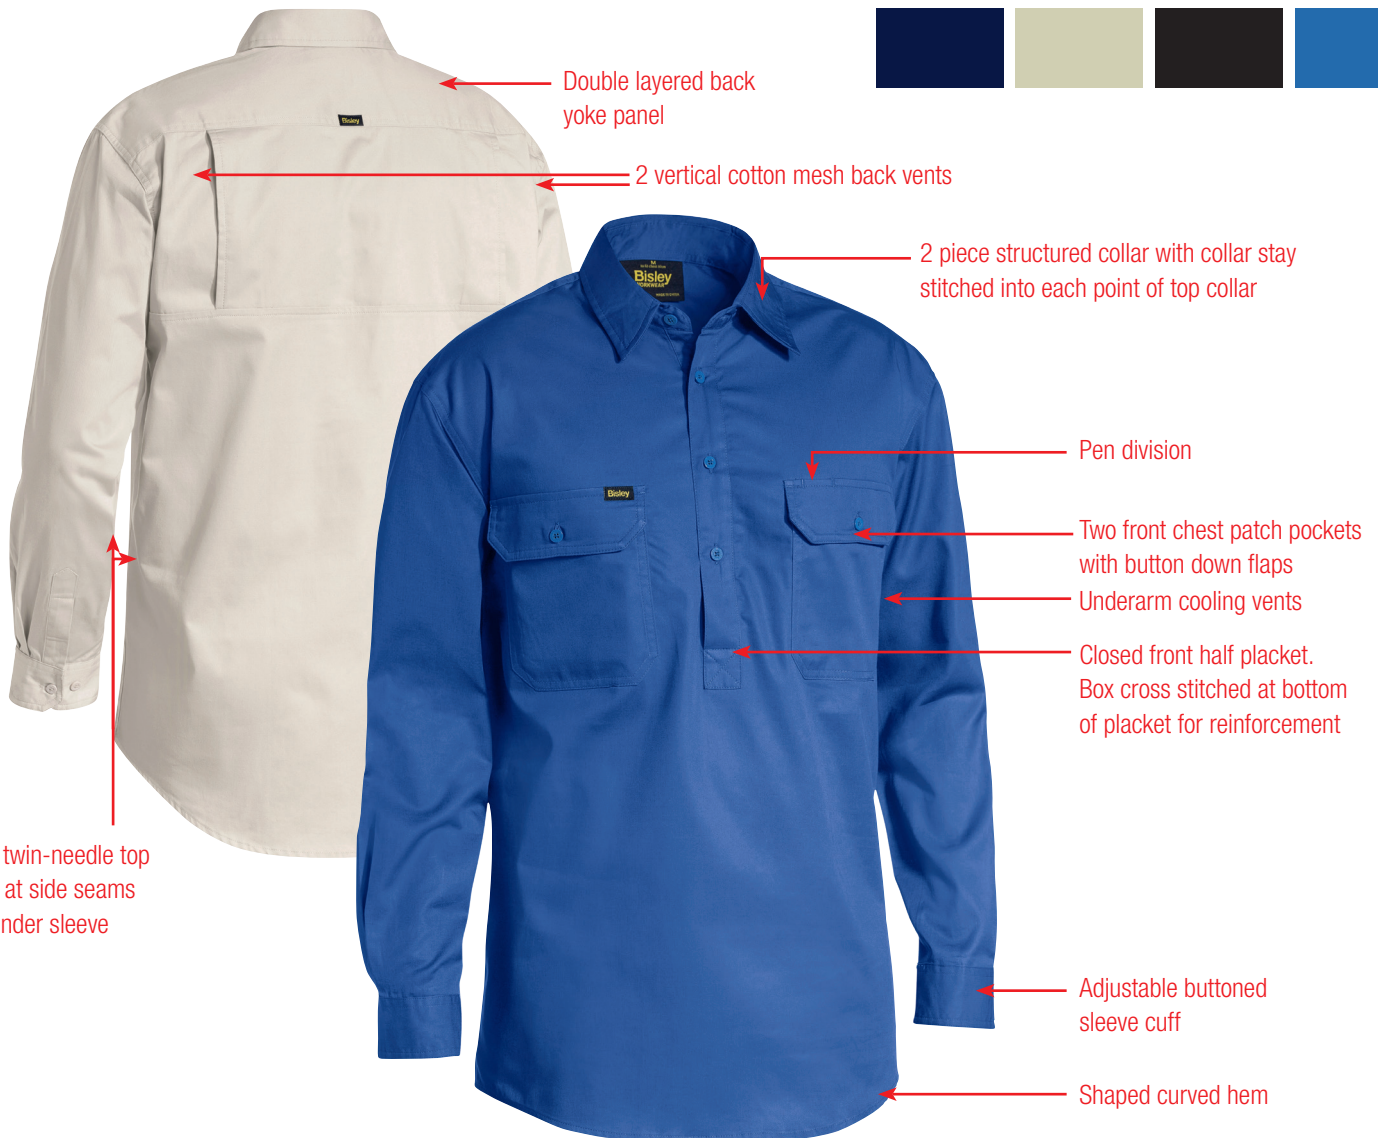 Double layered back
yoke panel
Bisley
2 vertical cotton mesh back vents
2 piece structured collar with collar stay
stitched into each point of top collar
M
Bisley
WORKWEAR
Pen division
Bisley
Two front chest patch pockets
with button down flaps
Underarm cooling vents
Closed front half placket.
Box cross stitched at bottom
of placket for reinforcement
twin-needle top
at side seams
nder sleeve
Adjustable buttoned
sleeve cuff
Shaped curved hem